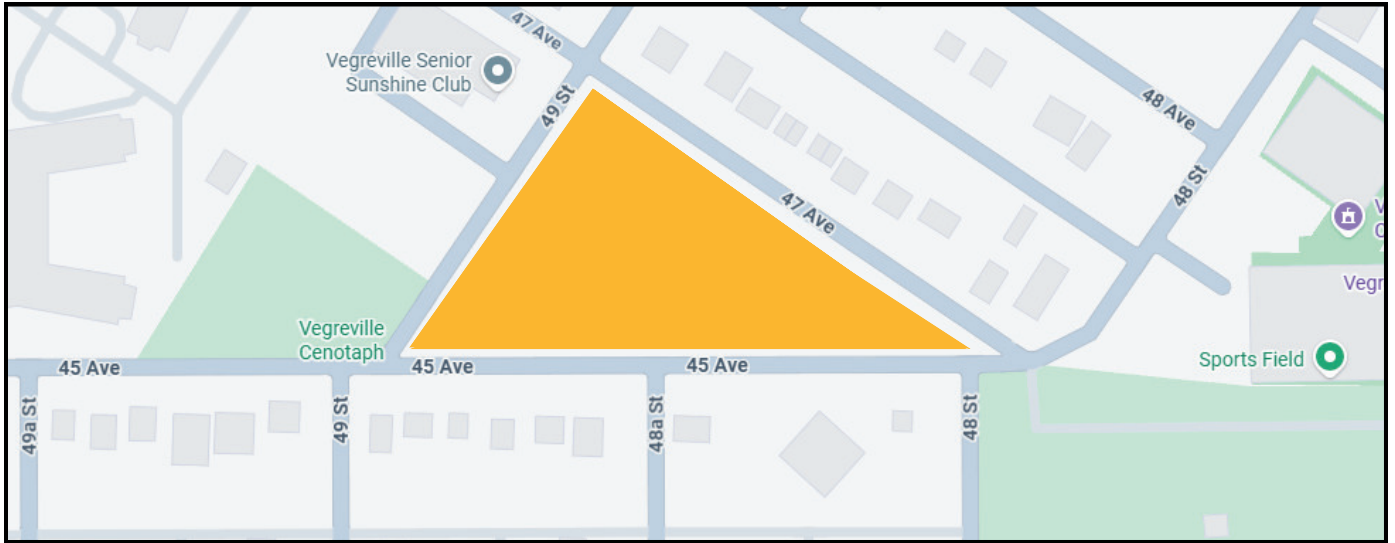 47 Ave
Vegreville Senior
Sunshine Club
49 St
48 Ave
47 Ave
48 St
V
C
Vegr
Vegreville
Cenotaph
Sports Field
45 Ave
45 Ave
45 Ave
49a St
49 St
48a St
48 St